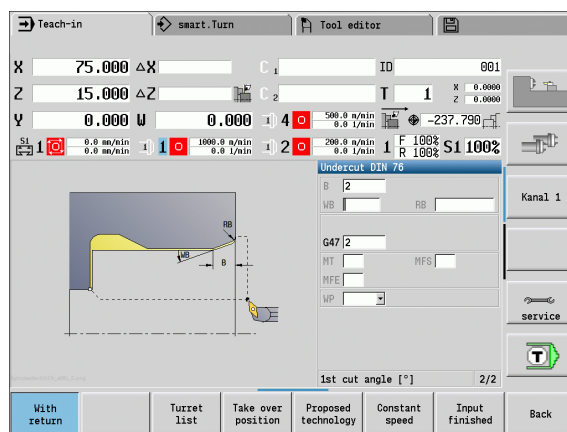 Teach-in smart.Turn Tool editor
X 75.000 ΔX C 1 ID 001
Z 15.000 ΔZ C 2 T 1 X 0.0000 Z 0.0000
Y 0.000 U 0.000 4 500.0 m/min 0.0 1/min -237.790
S1 1 0.0 mm/min 0.0 m/min 1 1000.0 m/min 0.0 1/min 2 200.0 m/min 0.0 1/min 1 F 100% R 100% S1 100%
Undercut DIN 76
B 2
WB RB
G47 2
MT MFS
MFE
WP
1st cut angle [°] 2/2
RB
WB
B
Kanal 1
service
T
With return
Turret list
Take over position
Proposed technology
Constant speed
Input finished
Back